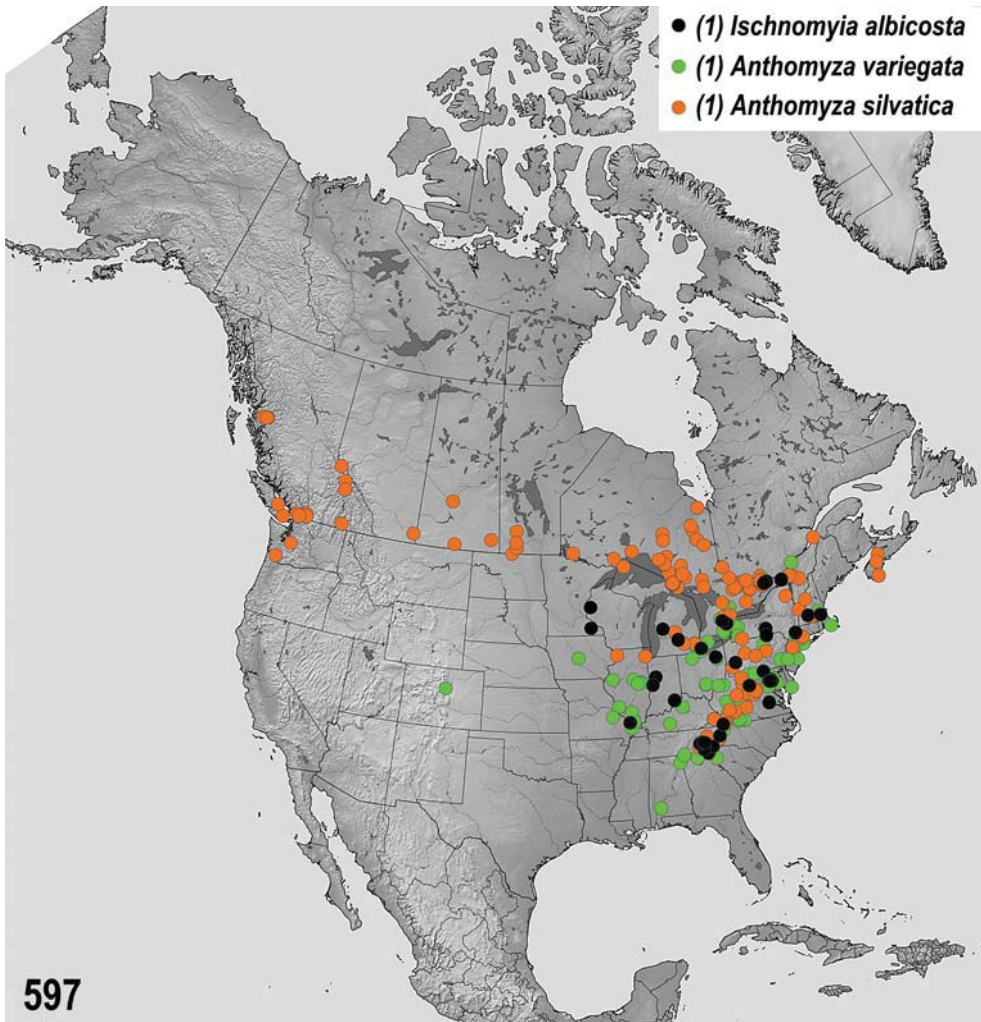 (1) Ischnomyia albicosta
(1) Anthomyza variegata
(1) Anthomyza silvatica
597